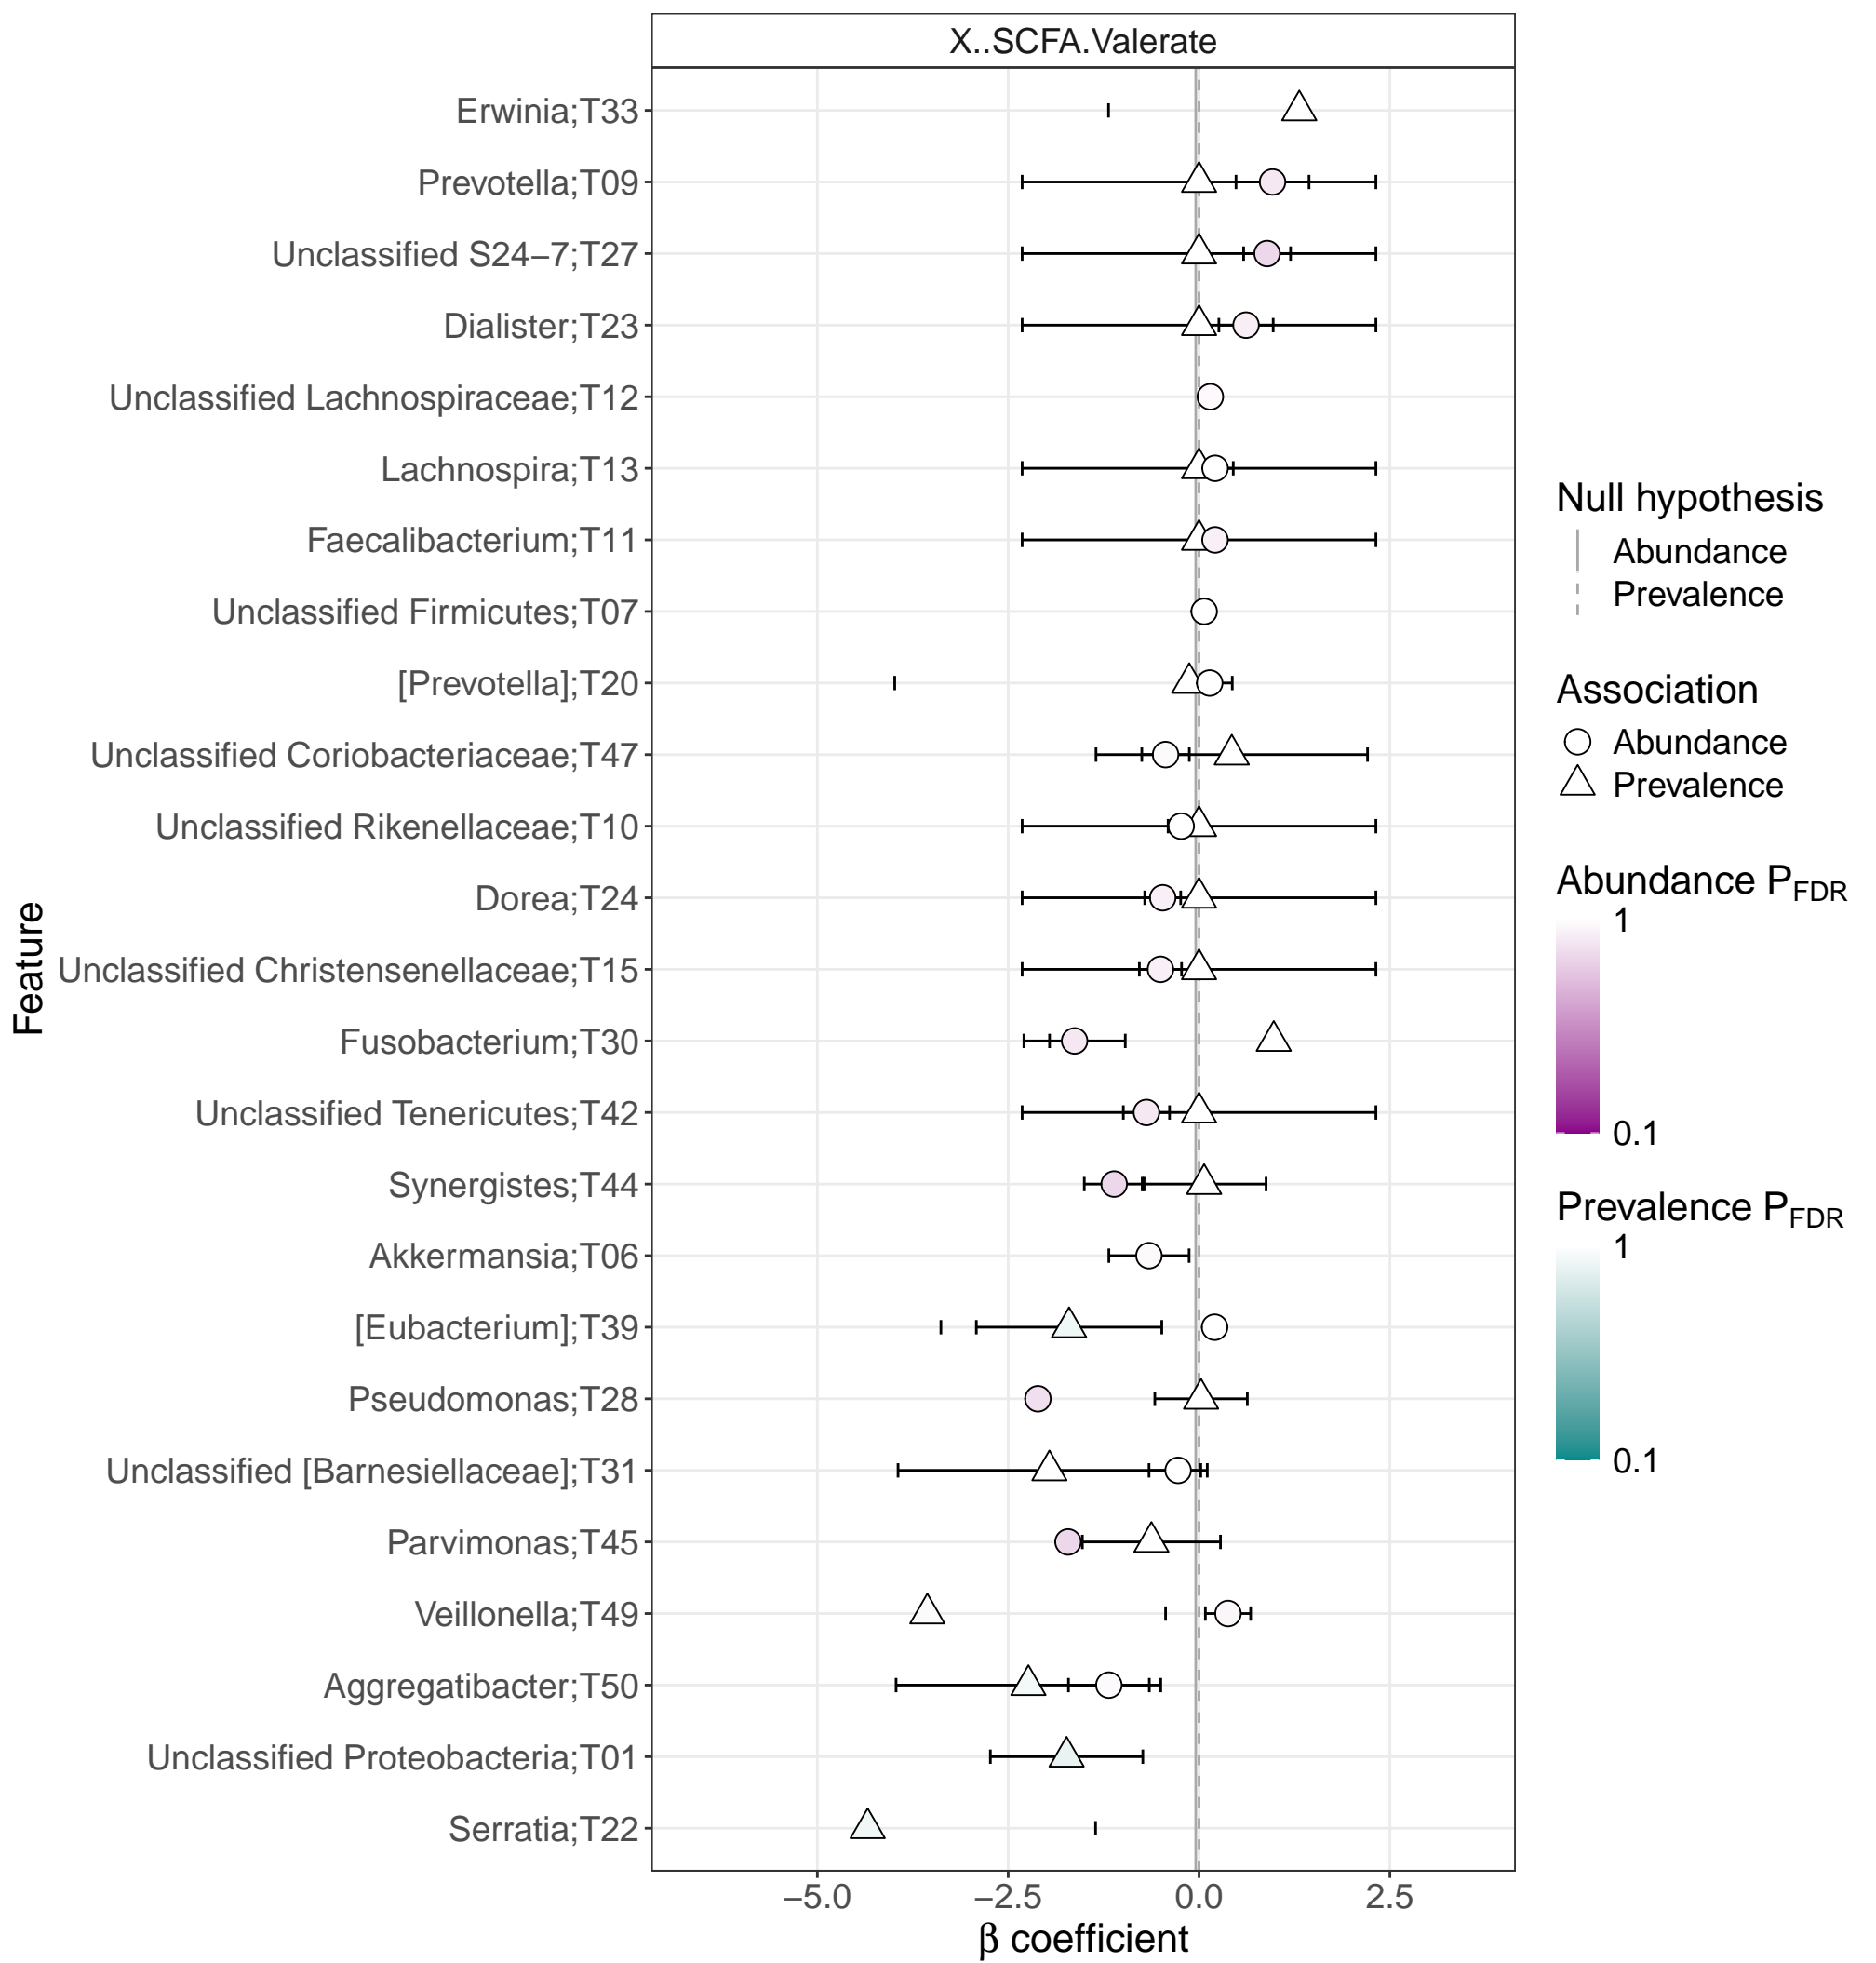 X..SCFA.Valerate
Erwinia;T33
Prevotella;T09
Unclassified S24−7;T27
Dialister;T23
Unclassified Lachnospiraceae;T12
Lachnospira;T13
Faecalibacterium;T11
Unclassified Firmicutes;T07
[Prevotella];T20
Unclassified Coriobacteriaceae;T47
Unclassified Rikenellaceae;T10
Dorea;T24
Unclassified Christensenellaceae;T15
Fusobacterium;T30
Unclassified Tenericutes;T42
Synergistes;T44
Akkermansia;T06
[Eubacterium];T39
Pseudomonas;T28
Unclassified [Barnesiellaceae];T31
Parvimonas;T45
Veillonella;T49
Aggregatibacter;T50
Unclassified Proteobacteria;T01
Serratia;T22
Feature
−5.0 −2.5 0.0 2.5
β coefficient
Null hypothesis
Abundance
Prevalence
Association
Abundance
Prevalence
Abundance PFDR
1
0.1
Prevalence PFDR
1
0.1